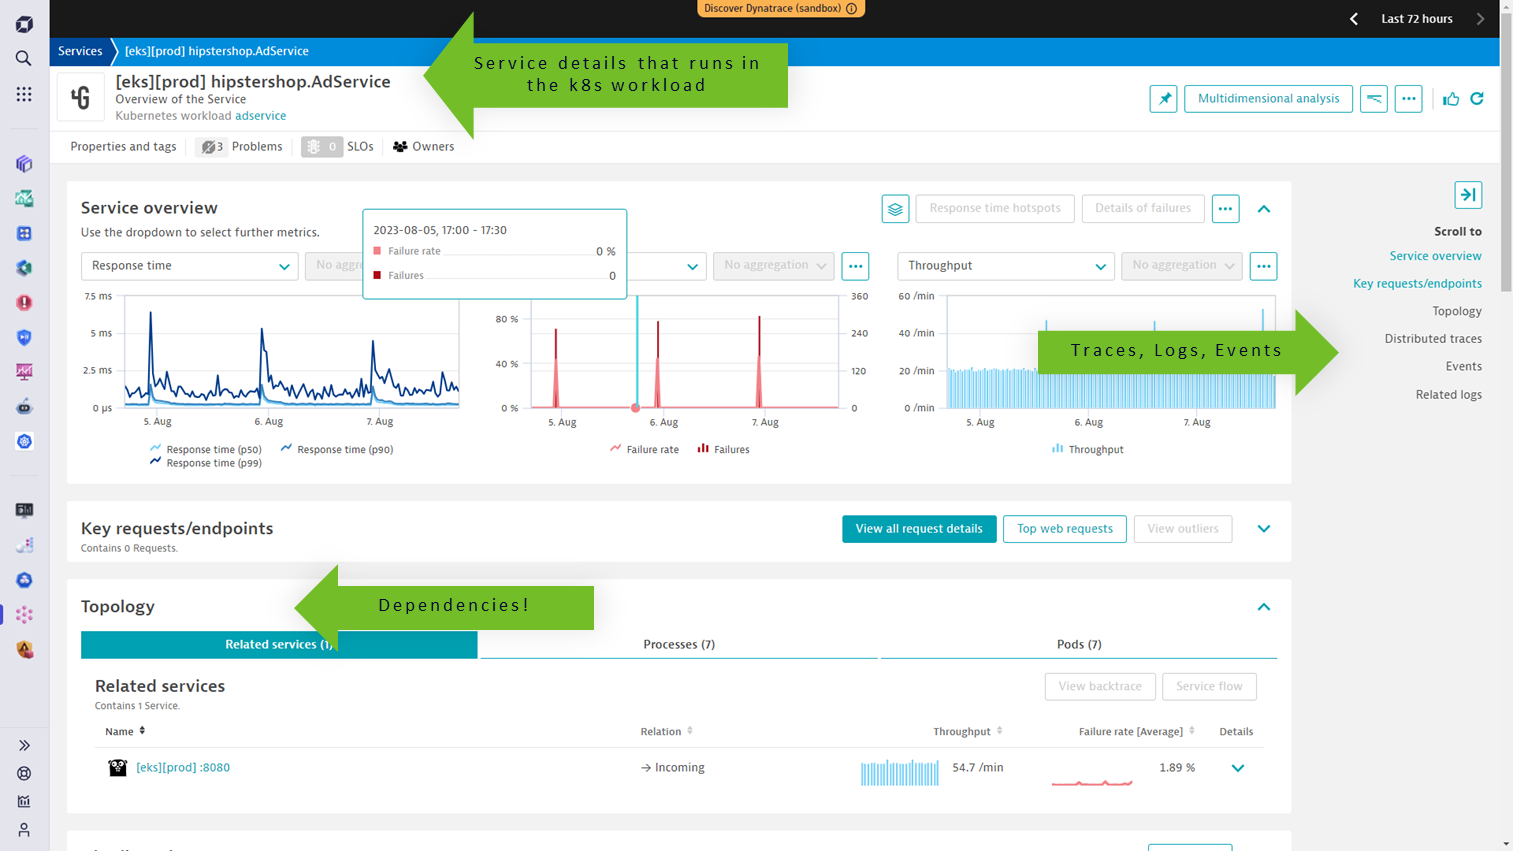 Discover Dynatrace (sandbox)
Last 72 hours
Services
[eks][prod] hipstershop.AdService
[eks][prod] hipstershop.AdService
Overview of the Service
Kubernetes workload adservice
Service details that runs in
the k8s workload
Multidimensional analysis
Properties and tags
3 Problems
0 SLOs
Owners
Service overview
Use the dropdown to select further metrics.
Response time hotspots
Details of failures
2023-08-05, 17:00 - 17:30
Failure rate 0 %
Failures 0
Response time
No aggre
No aggregation
Throughput
No aggregation
7.5 ms
5 ms
2.5 ms
0 µs
5. Aug
6. Aug
7. Aug
Response time (p50)
Response time (p90)
Response time (p99)
80 %
40 %
0 %
360
240
120
0
5. Aug
6. Aug
7. Aug
Failure rate
Failures
60 /min
40 /min
20 /min
0 /min
5. Aug
6. Aug
7. Aug
Throughput
Traces, Logs, Events
Scroll to
Service overview
Key requests/endpoints
Topology
Distributed traces
Events
Related logs
Key requests/endpoints
Contains 0 Requests.
View all request details
Top web requests
View outliers
Topology
Dependencies!
Related services (1)
Processes (7)
Pods (7)
Related services
Contains 1 Service.
View backtrace
Service flow
Name
Relation
Throughput
Failure rate [Average]
Details
[eks][prod] :8080
Incoming
54.7 /min
1.89 %